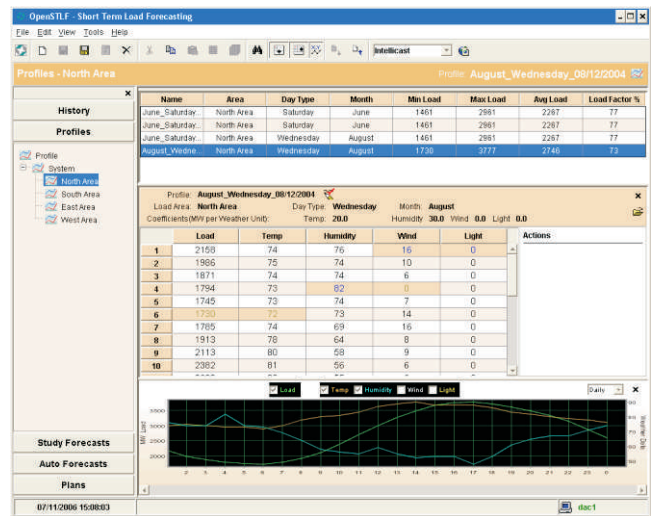 OpenSTLF - Short Term Load Forecasting
File Edit View Tools Help
Intellicast
Profiles - North Area
Profile: August_Wednesday_08/12/2004
History
Profiles
Profile
System
North Area
South Area
East Area
West Area
Study Forecasts
Auto Forecasts
Plans
Name Area Day Type Month Min Load Max Load Avg Load Load Factor %
June_Saturday... North Area Saturday June 1461 2961 2267 77
June_Saturday... North Area Saturday June 1461 2961 2267 77
June_Saturday... North Area Wednesday August 1461 2961 2267 77
August_Wedne... North Area Wednesday August 1730 3777 2746 73
Profile: August_Wednesday_08/12/2004
Load Area: North Area Day Type: Wednesday Month: August
Coefficients(MW per Weather Unit): Temp: 20.0 Humidity 30.0 Wind 0.0 Light 0.0
Load Temp Humidity Wind Light
1 2158 74 76 16 0
2 1986 75 74 10 0
3 1871 74 74 6 0
4 1794 73 82 0 0
5 1745 73 74 7 0
6 1730 72 73 14 0
7 1785 74 69 16 0
8 1913 78 64 8 0
9 2113 80 58 9 0
10 2382 81 56 6 0
Actions
Load Temp Humidity Wind Light
Daily
MW Load
3500
3000
2500
2000
90
Weather Data
2 3 4 5 6 7 8 9 10 11 12 13 14 15 16 17 18 19 20 21 22 23 0
07/11/2006 15:08:03
dac1